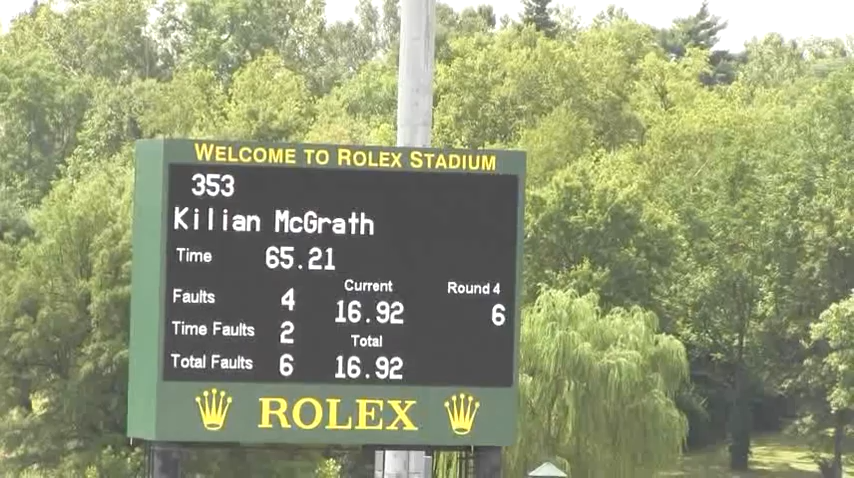 WELCOME TO ROLEX STADIUM
353
Kilian McGrath
Time 65.21
Current Round 4
Faults 4 16.92 6
Time Faults 2 Total
Total Faults 6 16.92
ROLEX